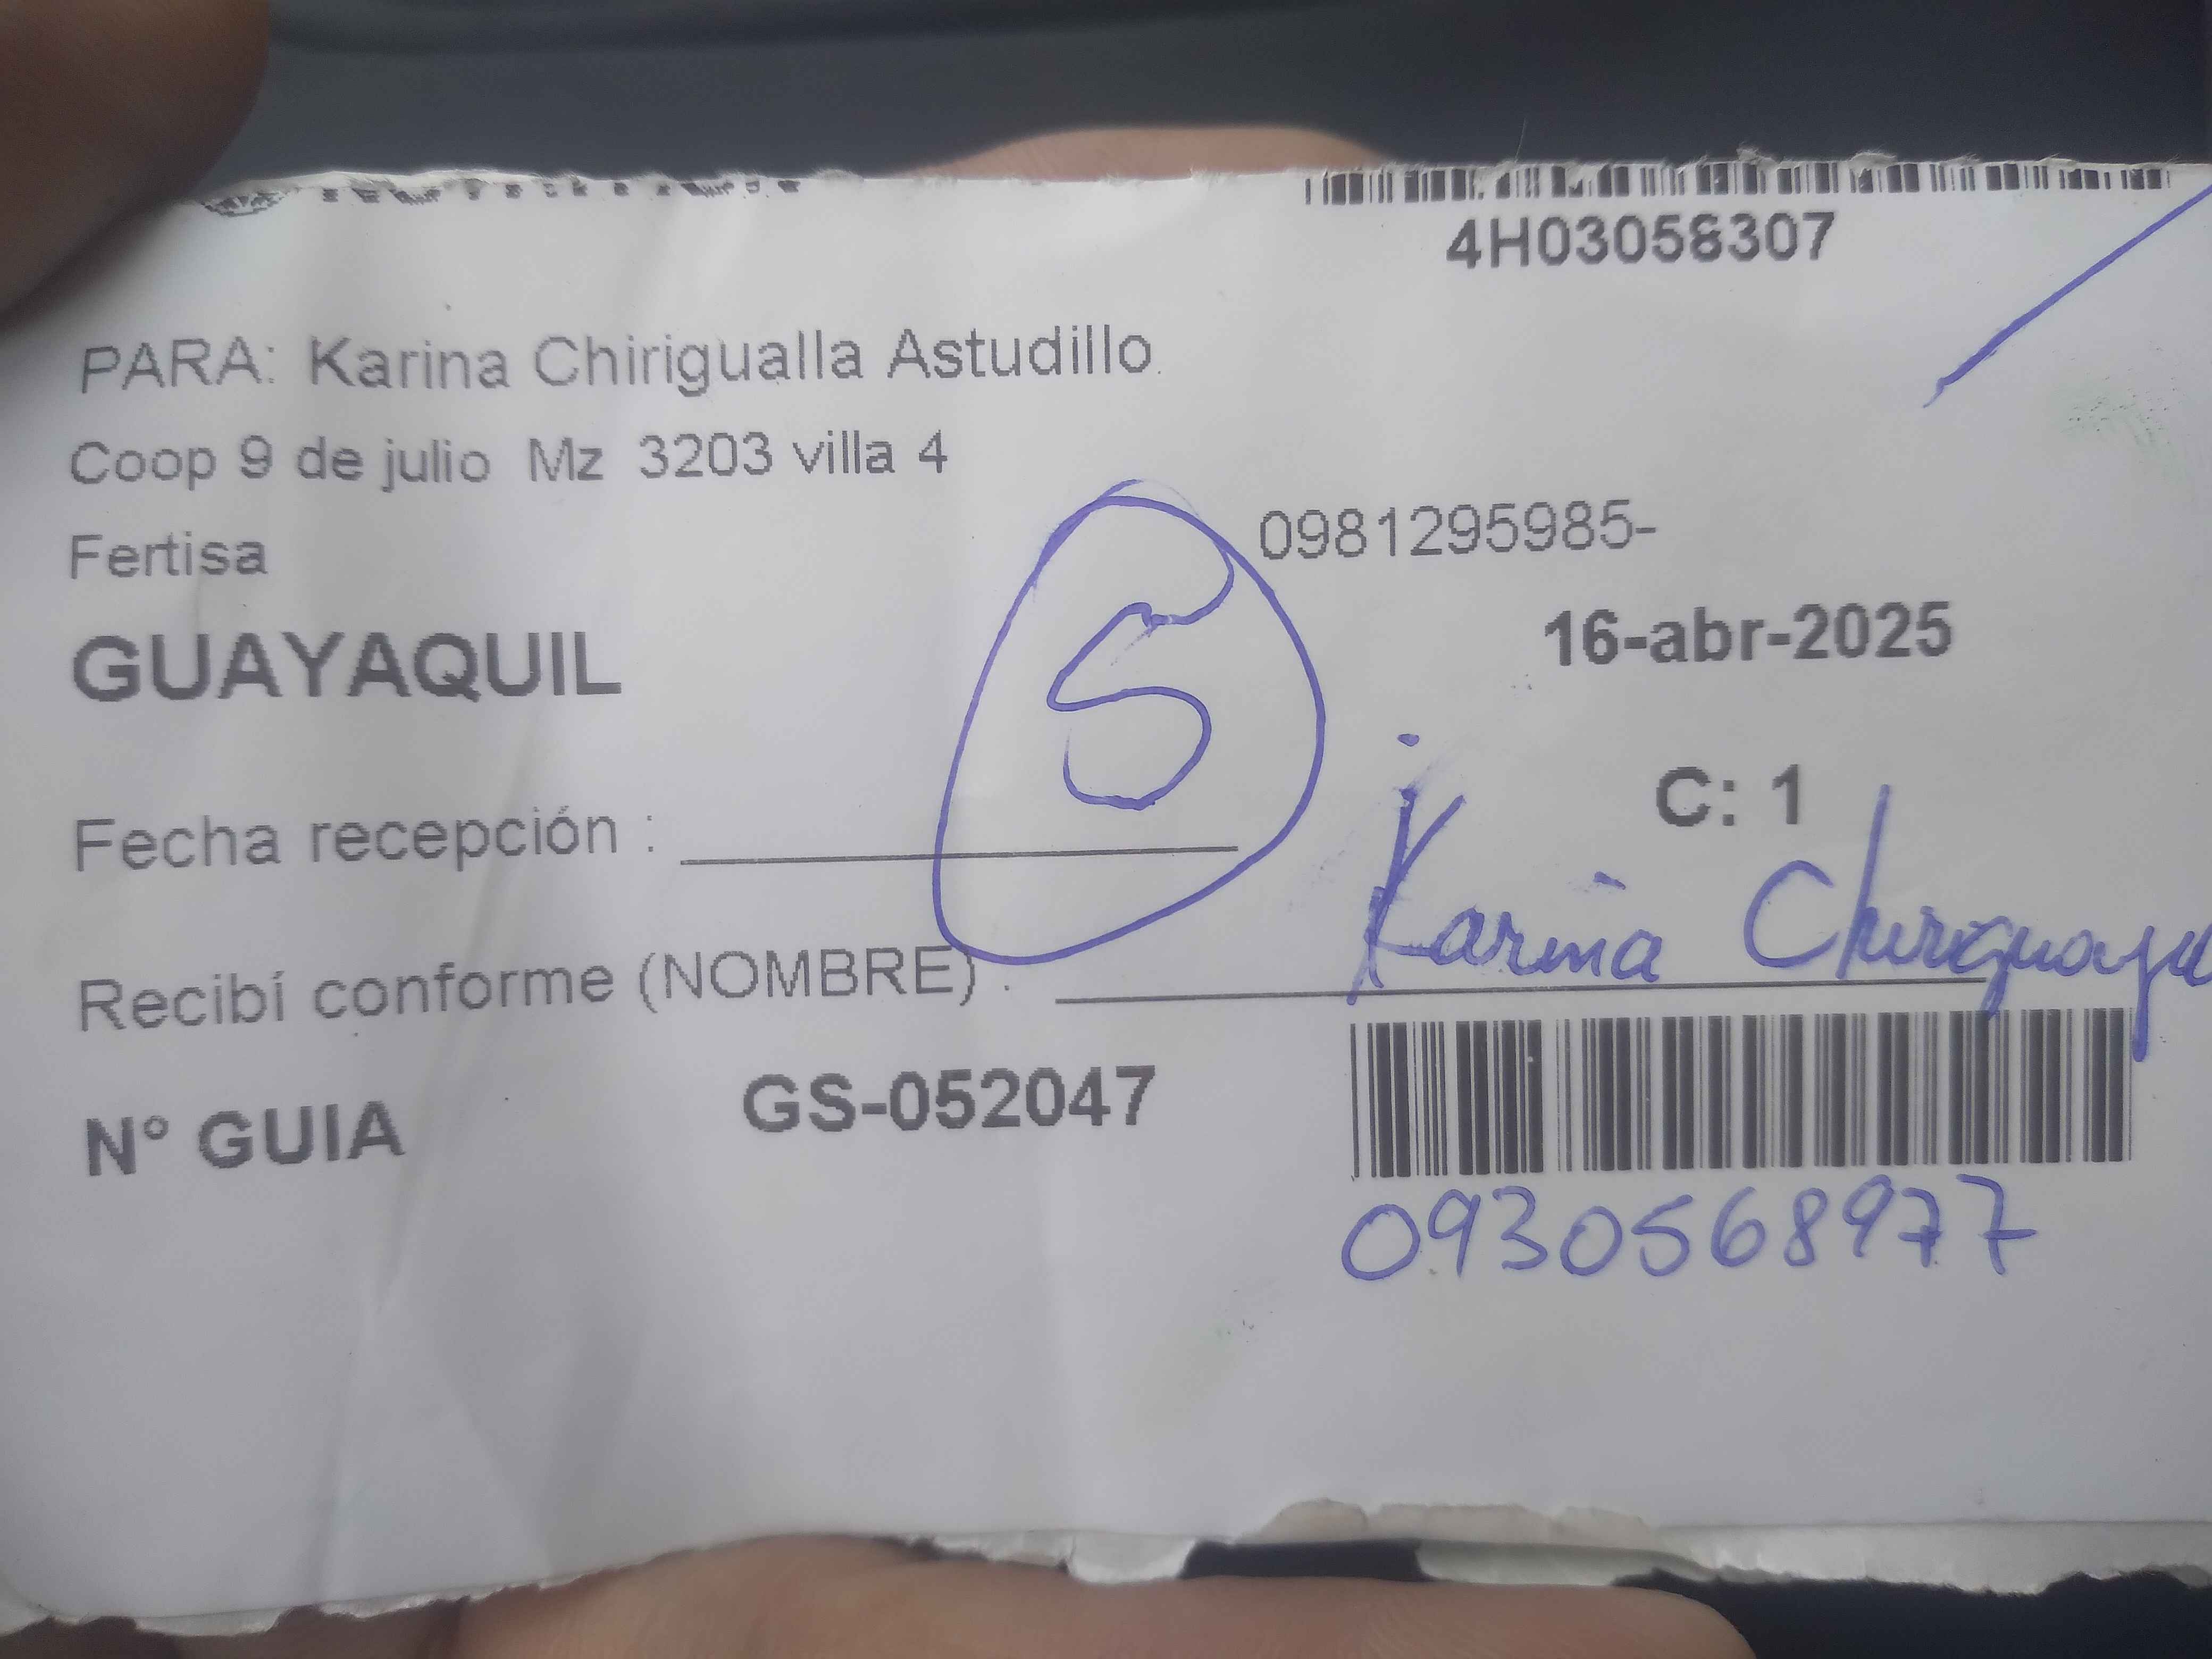 4H03058307
PARA: Karina Chirigualla Astudillo
Coop 9 de julio Mz 3203 villa 4
0981295985-
Fertisa
GUAYAQUIL
16-abr-2025
5
C: 1
Fecha recepción :
Recibí conforme (NOMBRE) :
Karina
Nº GUIA GS-052047
0930568977